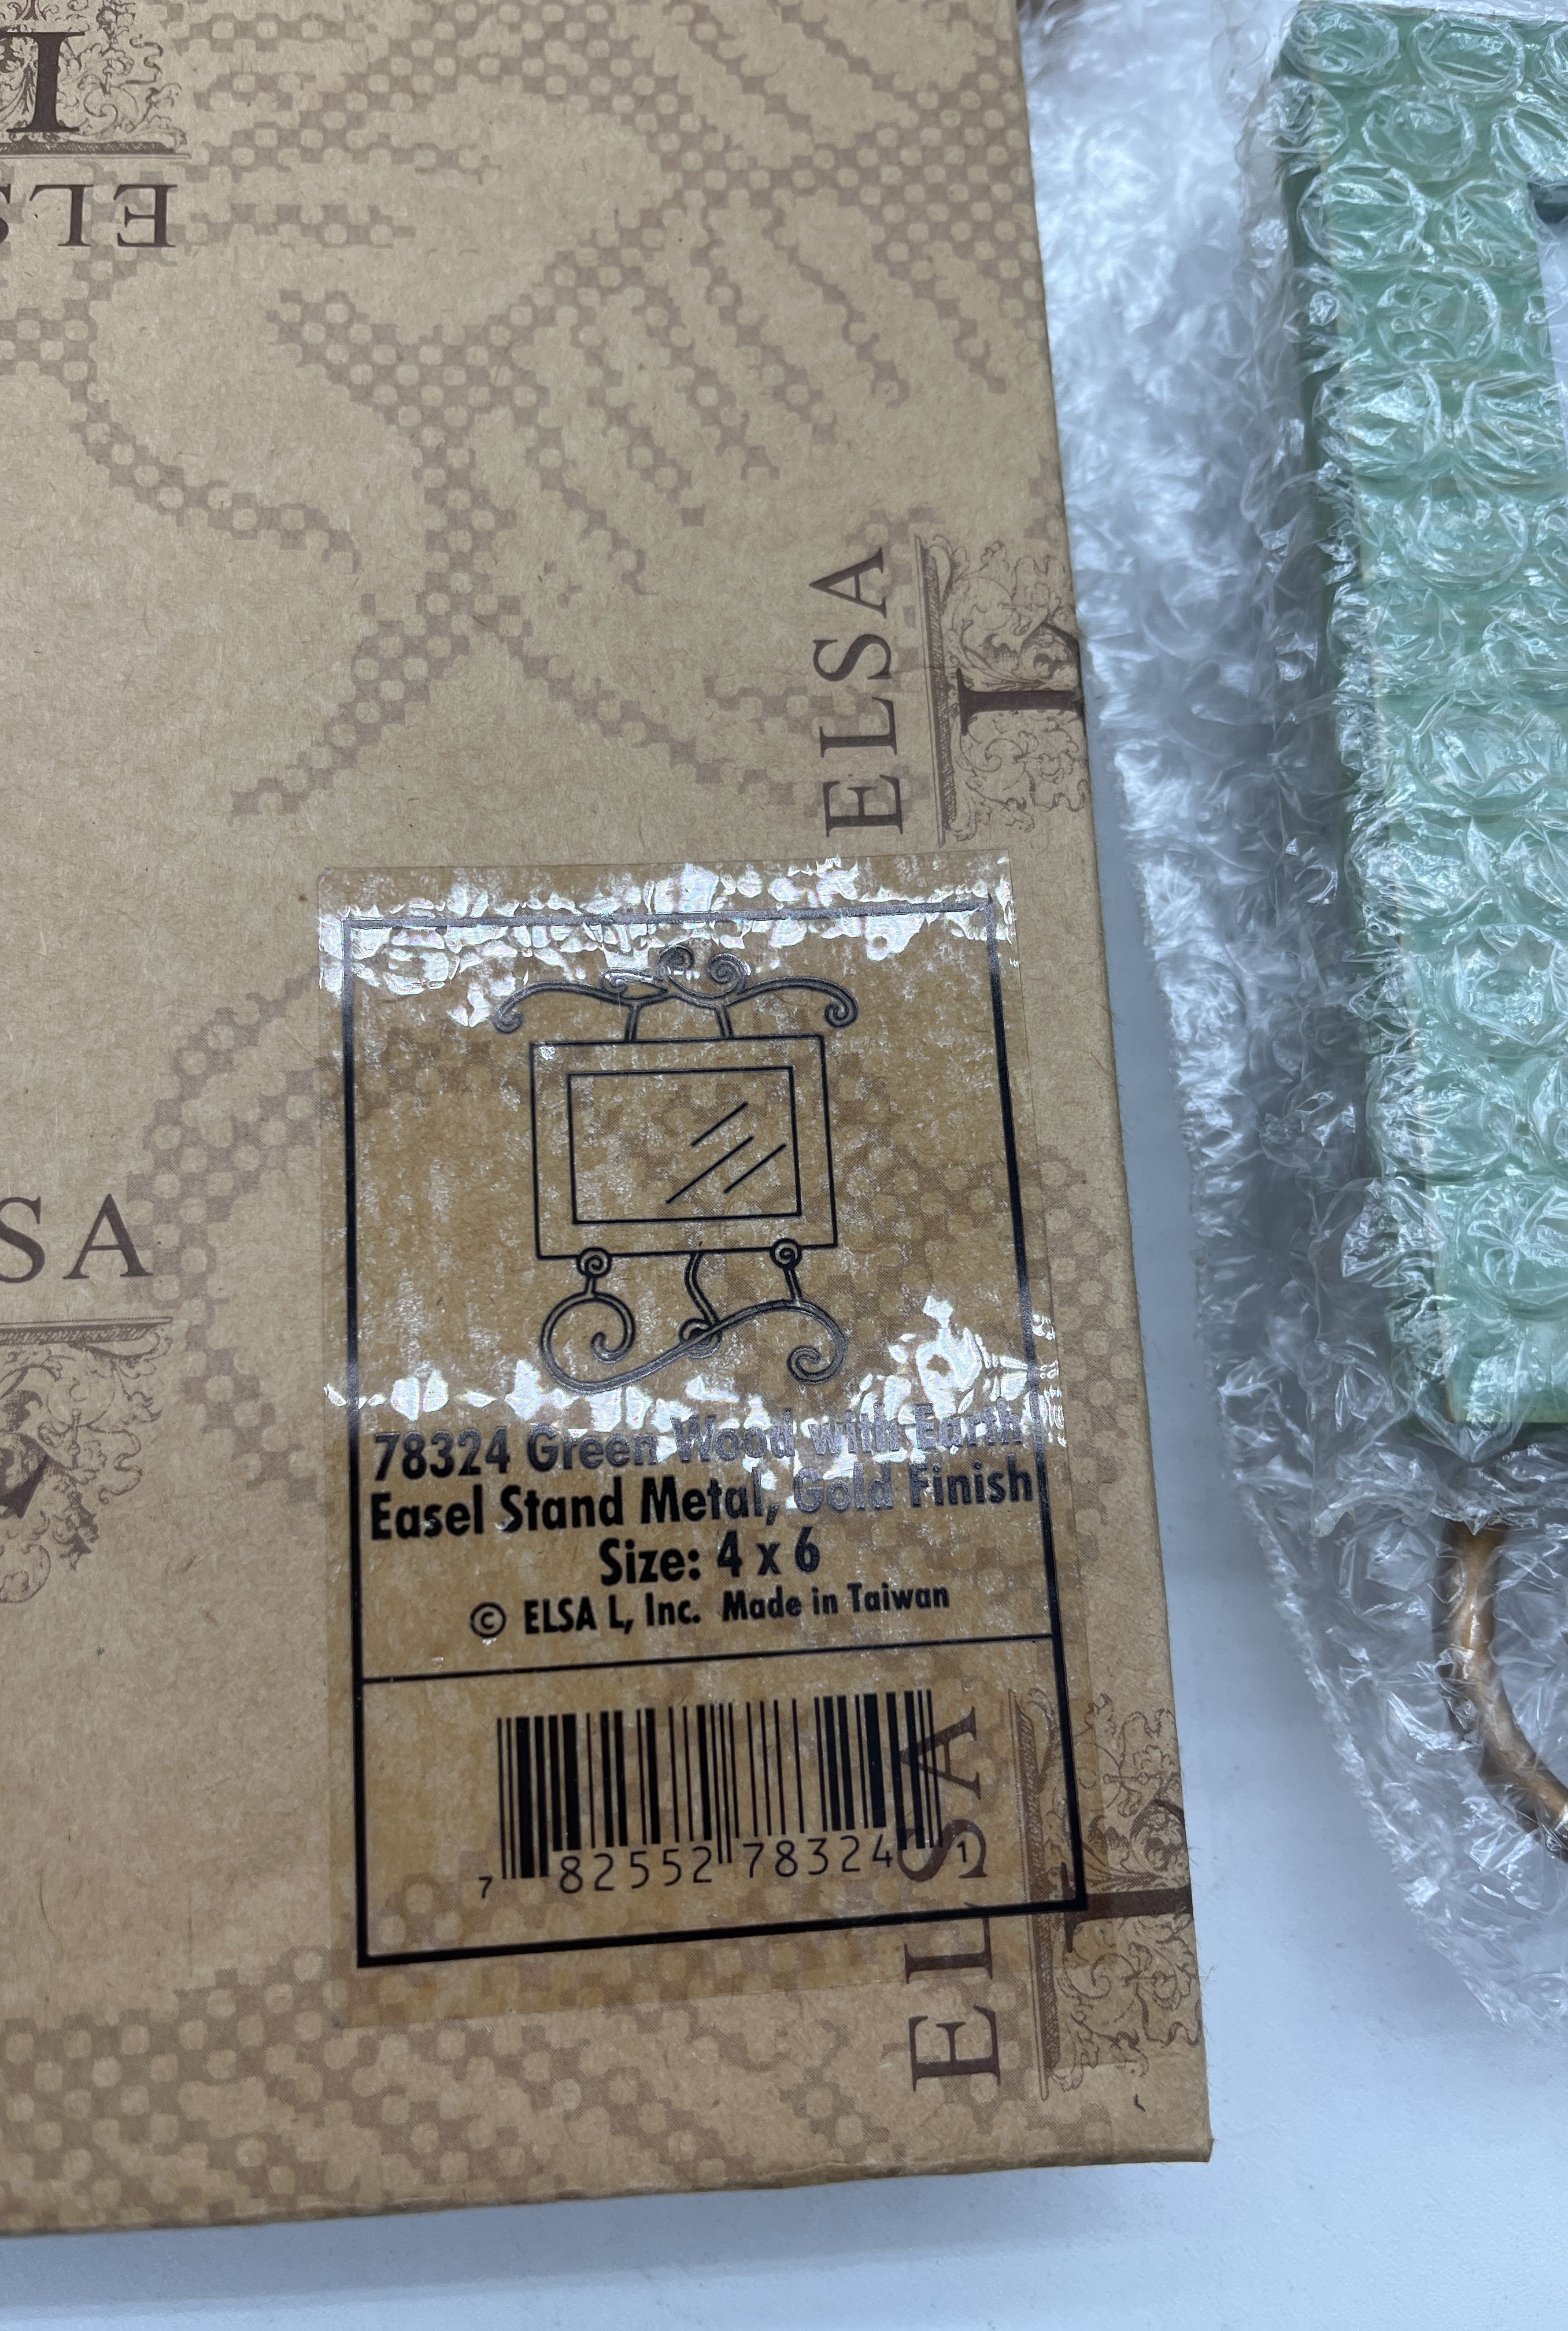 L
ELS
ELSA
L
SA
78324 Green Wood with Earth
Easel Stand Metal, Gold Finish
Size: 4 x 6
© ELSA L, Inc. Made in Taiwan
7 82552 78324 1
ELSA
L